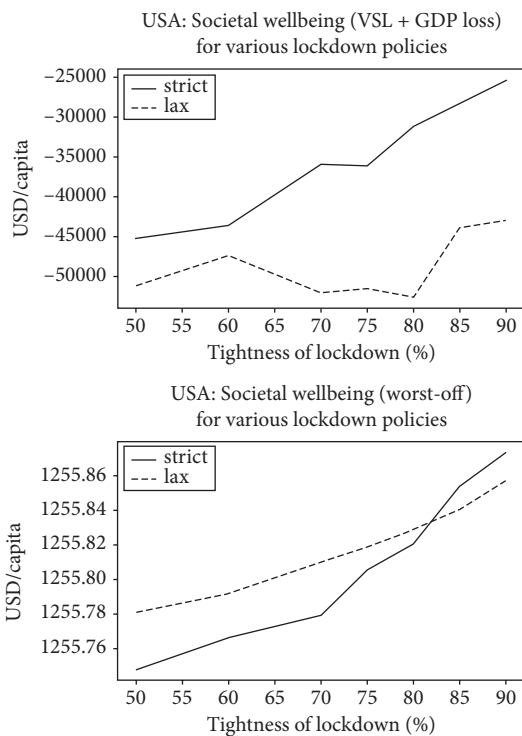 USA: Societal wellbeing (VSL + GDP loss)
for various lockdown policies
−25000
−30000
−35000
−40000
−45000
−50000
USD/capita
strict
lax
50 55 60 65 70 75 80 85 90
Tightness of lockdown (%)
USA: Societal wellbeing (worst-off)
for various lockdown policies
1255.86
1255.84
1255.82
1255.80
1255.78
1255.76
USD/capita
strict
lax
50 55 60 65 70 75 80 85 90
Tightness of lockdown (%)